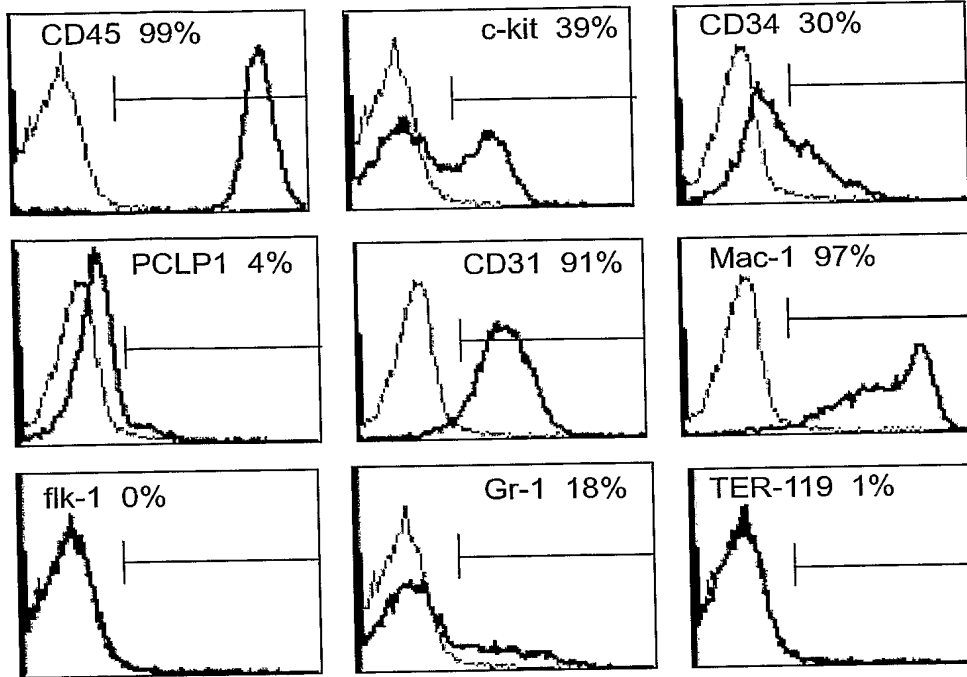 CD45 99%
c-kit 39%
CD34 30%
PCLP1 4%
CD31 91%
Mac-1 97%
flk-1 0%
Gr-1 18%
TER-119 1%